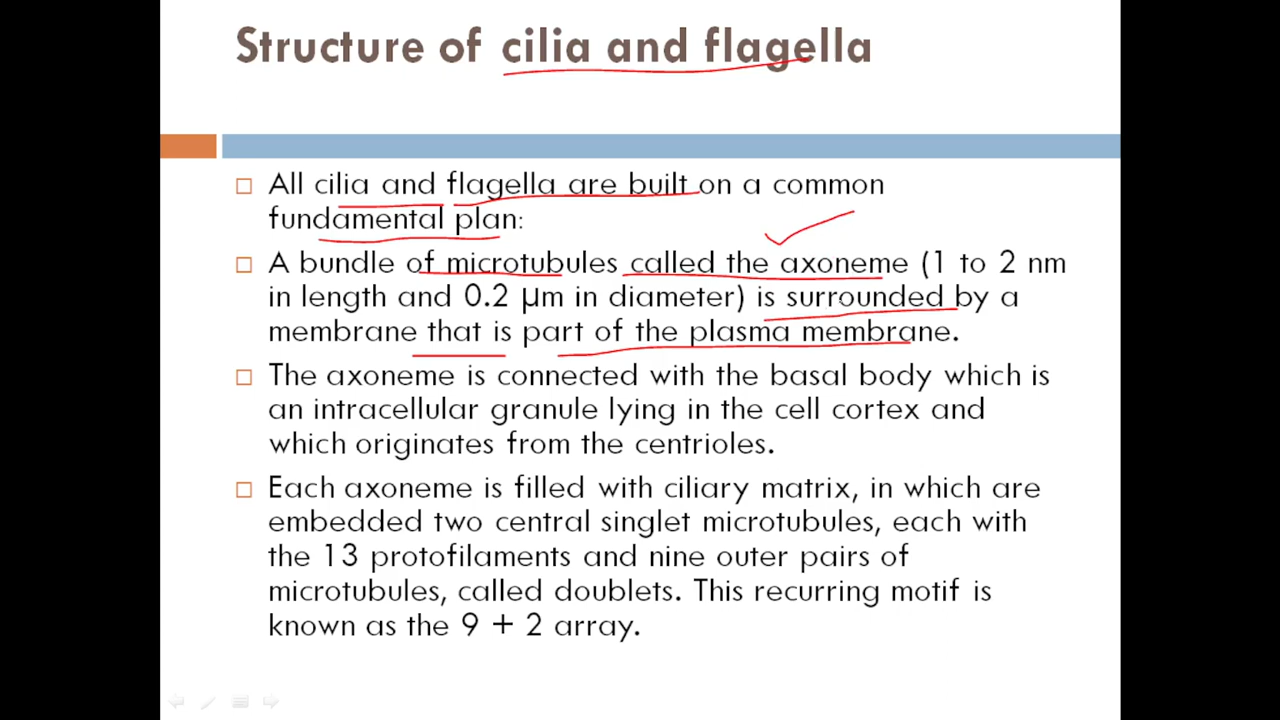 Structure of cilia and flagella
All cilia and flagella are built on a common
fundamental plan:
A bundle of microtubules called the axoneme (1 to 2 nm
in length and 0.2 µm in diameter) is surrounded by a
membrane that is part of the plasma membrane.
The axoneme is connected with the basal body which is
an intracellular granule lying in the cell cortex and
which originates from the centrioles.
Each axoneme is filled with ciliary matrix, in which are
embedded two central singlet microtubules, each with
the 13 protofilaments and nine outer pairs of
microtubules, called doublets. This recurring motif is
known as the 9 + 2 array.